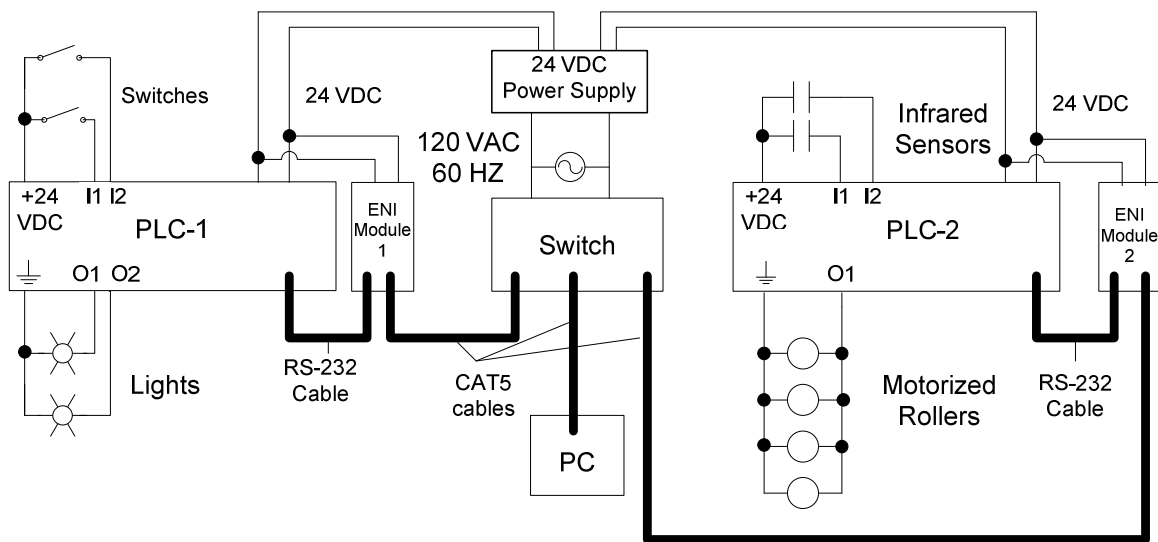 24 VDC
Power Supply
Switches
24 VDC
120 VAC
60 HZ
Infrared
Sensors
24 VDC
+24
VDC
I1 I2
PLC-1
O1 O2
ENI
Module
1
Switch
+24
VDC
I1 I2
PLC-2
O1
ENI
Module
2
Lights
RS-232
Cable
CAT5
cables
PC
Motorized
Rollers
RS-232
Cable